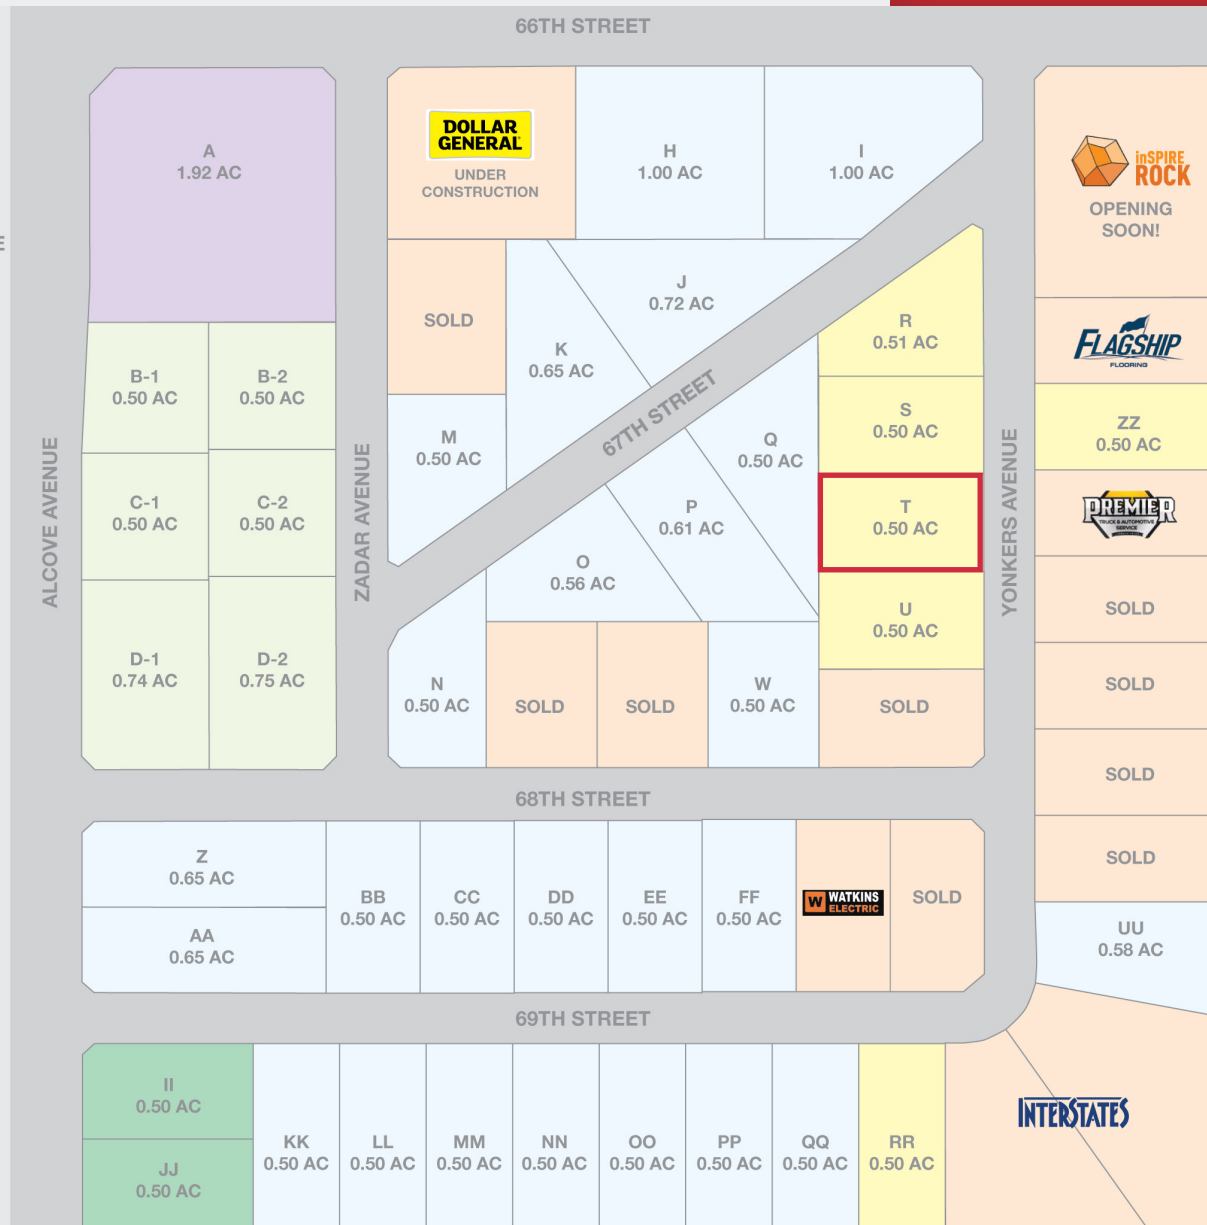 66TH STREET
A
1.92 AC
DOLLAR
GENERAL
UNDER
CONSTRUCTION
H
1.00 AC
I
1.00 AC
inSPIRE
ROCK
OPENING
SOON!
SOLD
K
0.65 AC
J
0.72 AC
R
0.51 AC
FLAGSHIP
FLOORING
B-1
0.50 AC
B-2
0.50 AC
M
0.50 AC
67TH STREET
Q
0.50 AC
S
0.50 AC
ZZ
0.50 AC
ALCOVE AVENUE
C-1
0.50 AC
C-2
0.50 AC
ZADAR AVENUE
P
0.61 AC
T
0.50 AC
YONKERS AVENUE
PREMIER
TRUCK & AUTOMOTIVE
SERVICE
O
0.56 AC
U
0.50 AC
SOLD
D-1
0.74 AC
D-2
0.75 AC
N
0.50 AC
SOLD
SOLD
W
0.50 AC
SOLD
SOLD
SOLD
68TH STREET
Z
0.65 AC
AA
0.65 AC
BB
0.50 AC
CC
0.50 AC
DD
0.50 AC
EE
0.50 AC
FF
0.50 AC
W WATKINS
ELECTRIC
SOLD
SOLD
UU
0.58 AC
69TH STREET
II
0.50 AC
JJ
0.50 AC
KK
0.50 AC
LL
0.50 AC
MM
0.50 AC
NN
0.50 AC
OO
0.50 AC
PP
0.50 AC
QQ
0.50 AC
RR
0.50 AC
INTERSTATES